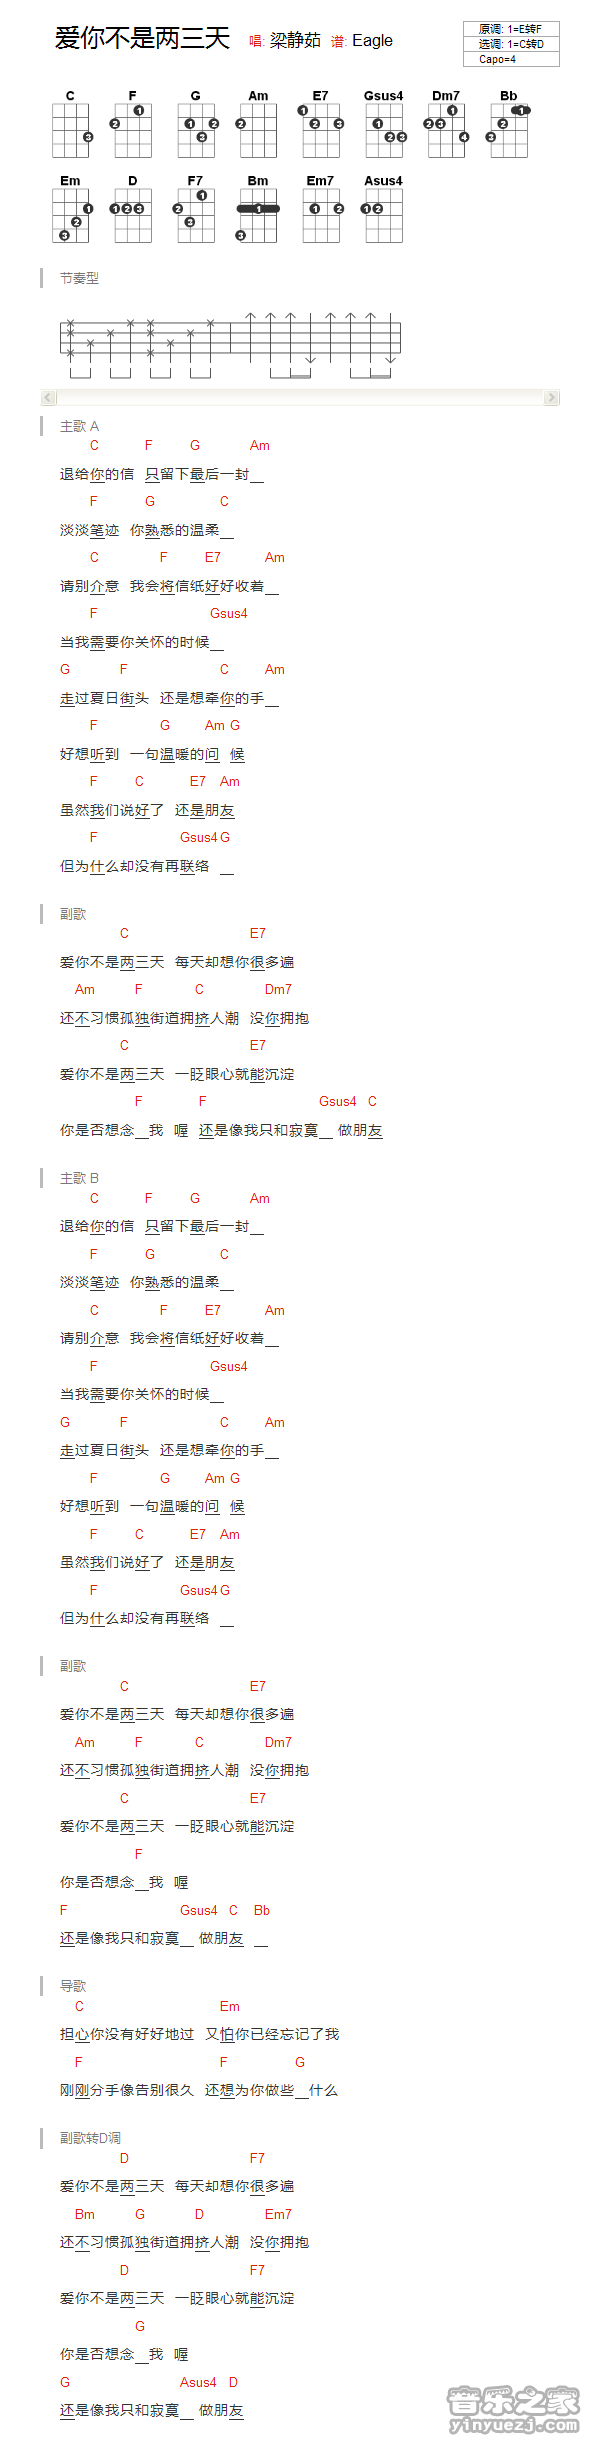 爱你不是两三天 唱: 梁静茹 谱: Eagle
原调: 1=E转F
选调: 1=C转D
Capo=4
C F G Am E7 Gsus4 Dm7 Bb
Em D F7 Bm Em7 Asus4
节奏型
主歌 A
C F G Am
退给你的信 只留下最后一封__
F G C
淡淡笔迹 你熟悉的温柔__
C F E7 Am
请别介意 我会将信纸好好收着__
F Gsus4
当我需要你关怀的时候__
G F C Am
走过夏日街头 还是想牵你的手__
F G Am G
好想听到 一句温暖的问 候
F C E7 Am
虽然我们说好了 还是朋友
F Gsus4 G
但为什么却没有再联络 __
副歌
C E7
爱你不是两三天 每天却想你很多遍
Am F C Dm7
还不习惯孤独街道拥挤人潮 没你拥抱
C E7
爱你不是两三天 一眨眼心就能沉淀
F F Gsus4 C
你是否想念__我 喔 还是像我只和寂寞__ 做朋友
主歌 B
C F G Am
退给你的信 只留下最后一封__
F G C
淡淡笔迹 你熟悉的温柔__
C F E7 Am
请别介意 我会将信纸好好收着__
F Gsus4
当我需要你关怀的时候__
G F C Am
走过夏日街头 还是想牵你的手__
F G Am G
好想听到 一句温暖的问 候
F C E7 Am
虽然我们说好了 还是朋友
F Gsus4 G
但为什么却没有再联络 __
副歌
C E7
爱你不是两三天 每天却想你很多遍
Am F C Dm7
还不习惯孤独街道拥挤人潮 没你拥抱
C E7
爱你不是两三天 一眨眼心就能沉淀
F
你是否想念__我 喔
F Gsus4 C Bb
还是像我只和寂寞__ 做朋友 __
导歌
C Em
担心你没有好好地过 又怕你已经忘记了我
F F G
刚刚分手像告别很久 还想为你做些__什么
副歌转D调
D F7
爱你不是两三天 每天却想你很多遍
Bm G D Em7
还不习惯孤独街道拥挤人潮 没你拥抱
D F7
爱你不是两三天 一眨眼心就能沉淀
G
你是否想念__我 喔
G Asus4 D
还是像我只和寂寞__ 做朋友
音乐之家
yinyuezj.com